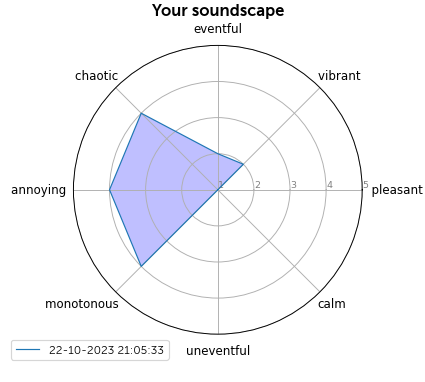 Your soundscape
eventful
chaotic
vibrant
annoying
1 2 3 4 5
pleasant
monotonous
calm
uneventful
22-10-2023 21:05:33